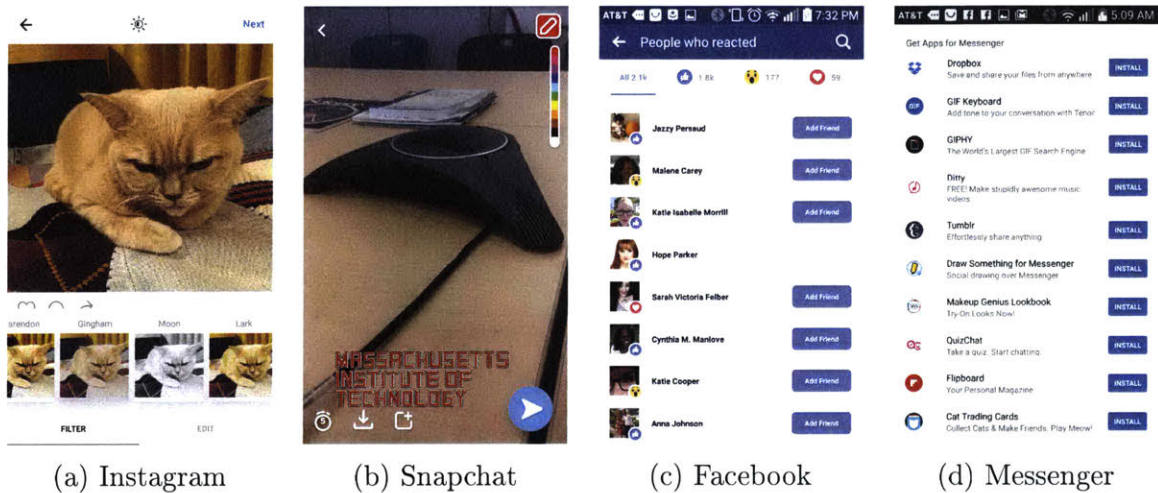 Next
arendon Gingham Moon Lark
FILTER EDIT
(a) Instagram
MASSACHUSETTS
INSTITUTE OF
TECHNOLOGY
(b) Snapchat
AT&T 7:32 PM
People who reacted
All 2.1k 1.8k 177 59
Jazzy Persaud Add Friend
Malene Carey Add Friend
Katie Isabelle Morrill Add Friend
Hope Parker
Sarah Victoria Felber Add Friend
Cynthia M. Manlove Add Friend
Katie Cooper Add Friend
Anna Johnson Add Friend
(c) Facebook
AT&T 5:09 AM
Get Apps for Messenger
Dropbox INSTALL
Save and share your files from anywhere
GIF Keyboard INSTALL
Add tone to your conversation with Tenor
GIPHY INSTALL
The World's Largest GIF Search Engine
Ditty INSTALL
FREE! Make stupidly awesome music
videos
Tumblr INSTALL
Effortlessly share anything
Draw Something for Messenger INSTALL
Social drawing over Messenger
Makeup Genius Lookbook INSTALL
Try-On Looks Now!
QuizChat INSTALL
Take a quiz. Start chatting.
Flipboard INSTALL
Your Personal Magazine
Cat Trading Cards INSTALL
Collect Cats & Make Friends. Play Meow!
(d) Messenger